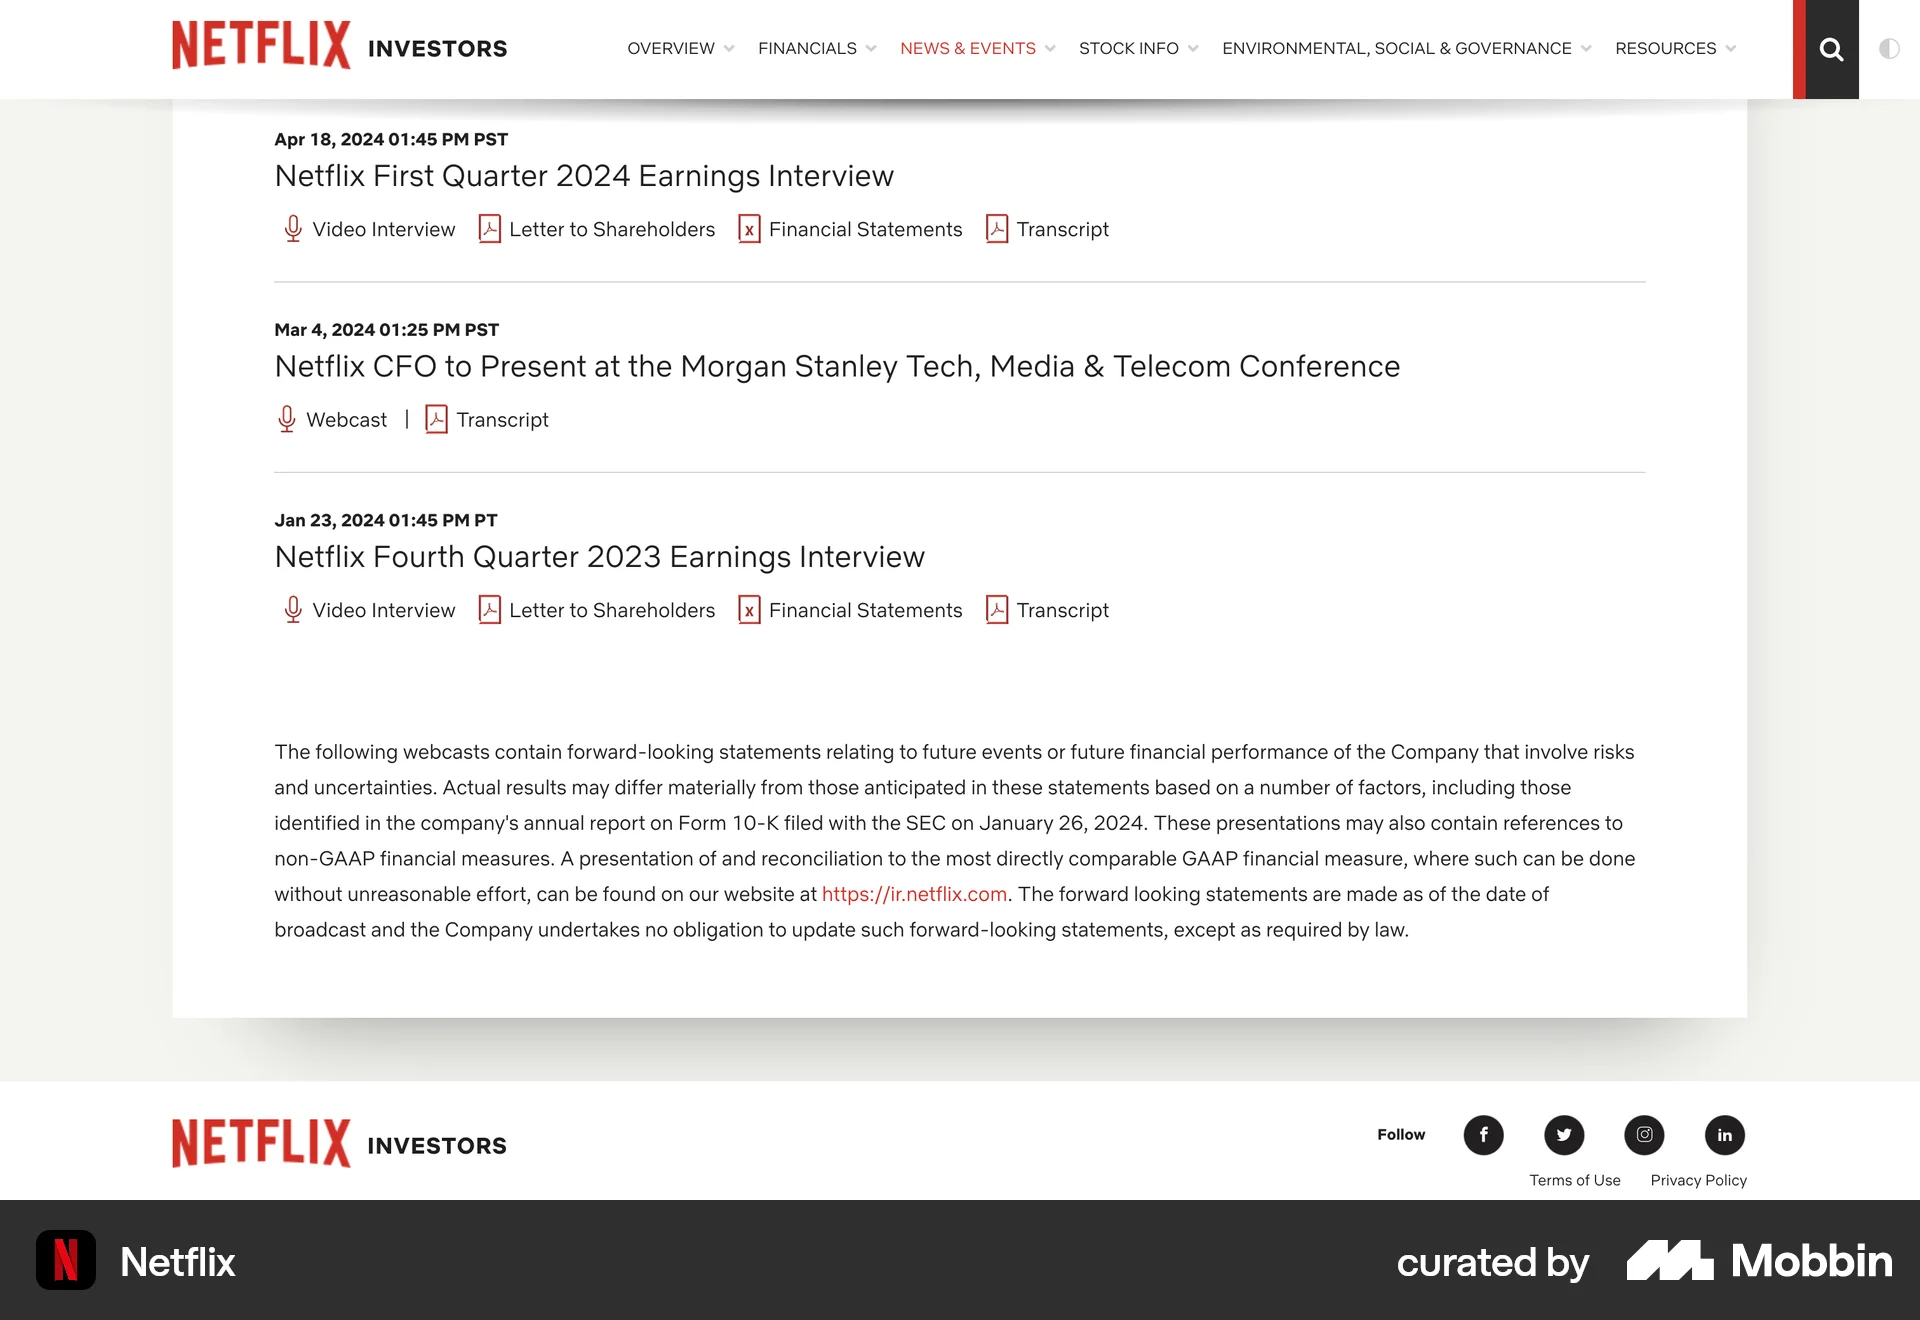 NETFLIX INVESTORS
OVERVIEW FINANCIALS NEWS & EVENTS STOCK INFO ENVIRONMENTAL, SOCIAL & GOVERNANCE RESOURCES
Apr 18, 2024 01:45 PM PST
Netflix First Quarter 2024 Earnings Interview
Video Interview Letter to Shareholders X Financial Statements Transcript
Mar 4, 2024 01:25 PM PST
Netflix CFO to Present at the Morgan Stanley Tech, Media & Telecom Conference
Webcast | Transcript
Jan 23, 2024 01:45 PM PT
Netflix Fourth Quarter 2023 Earnings Interview
Video Interview Letter to Shareholders X Financial Statements Transcript
The following webcasts contain forward-looking statements relating to future events or future financial performance of the Company that involve risks
and uncertainties. Actual results may differ materially from those anticipated in these statements based on a number of factors, including those
identified in the company's annual report on Form 10-K filed with the SEC on January 26, 2024. These presentations may also contain references to
non-GAAP financial measures. A presentation of and reconciliation to the most directly comparable GAAP financial measure, where such can be done
without unreasonable effort, can be found on our website at https://ir.netflix.com. The forward looking statements are made as of the date of
broadcast and the Company undertakes no obligation to update such forward-looking statements, except as required by law.
NETFLIX INVESTORS
Follow f in
Terms of Use Privacy Policy
N Netflix
curated by Mobbin